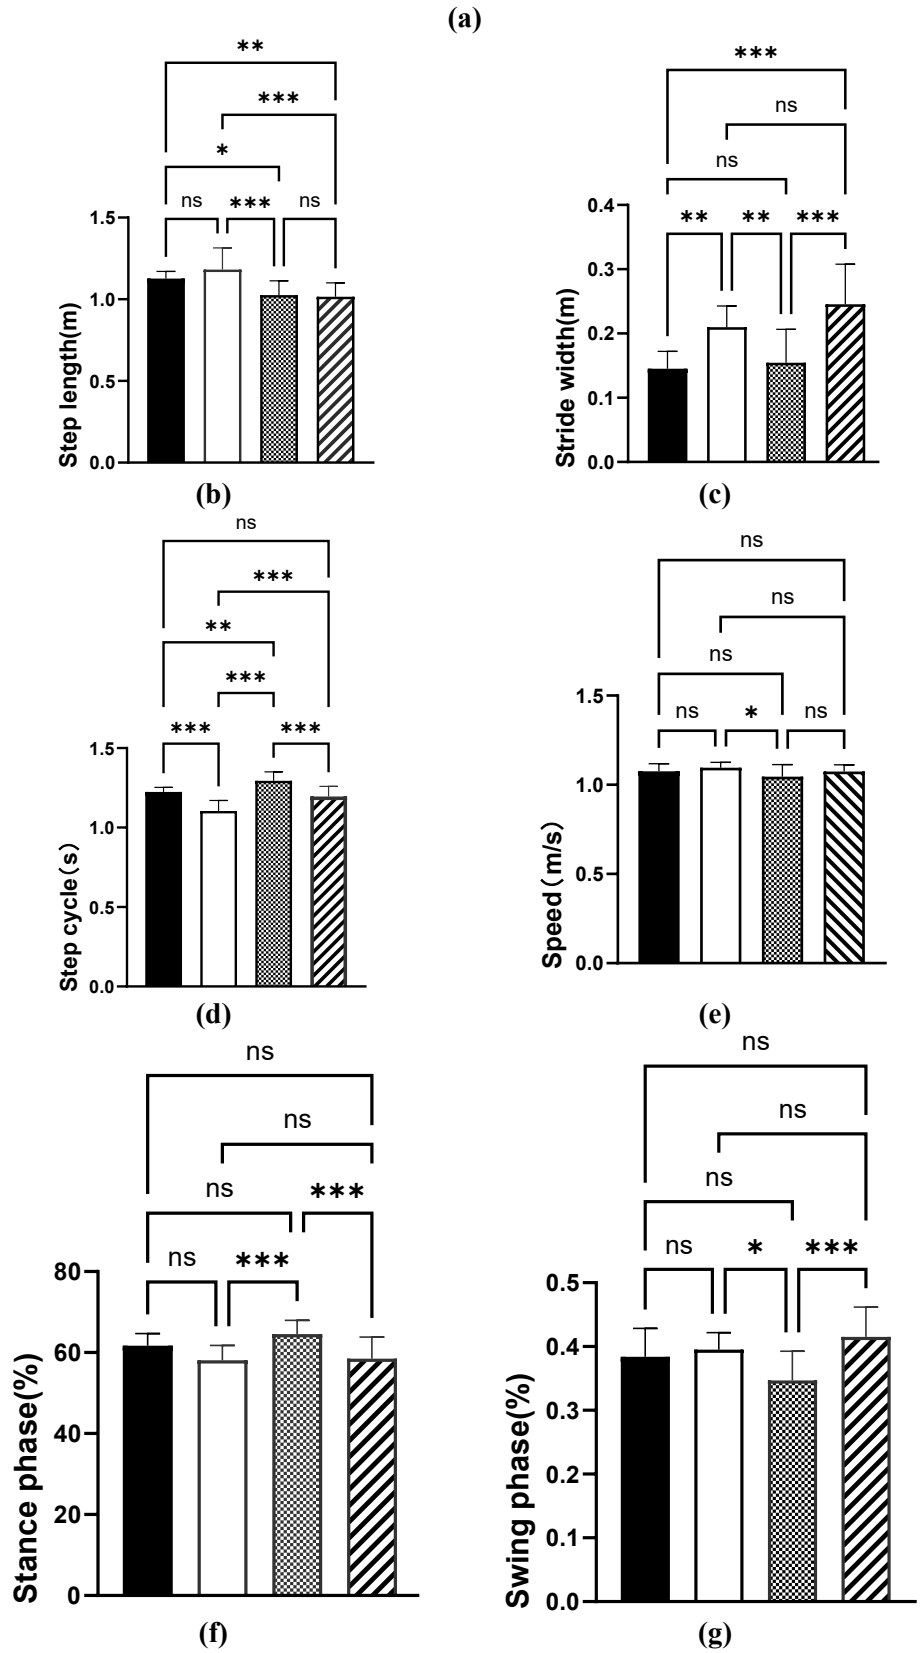 (a)
**
***
*
ns
***
ns
1.5
1.0
0.5
0.0
Step length(m)
(b)
***
ns
ns
**
**
***
0.4
0.3
0.2
0.1
0.0
Stride width(m)
(c)
ns
***
**
***
***
***
1.5
1.0
0.5
0.0
Step cycle(s)
(d)
ns
ns
ns
ns
*
ns
1.5
1.0
0.5
0.0
Speed(m/s)
(e)
ns
ns
ns
***
ns
***
80
60
40
20
0
Stance phase(%)
(f)
ns
ns
ns
ns
*
***
0.5
0.4
0.3
0.2
0.1
0.0
Swing phase(%)
(g)